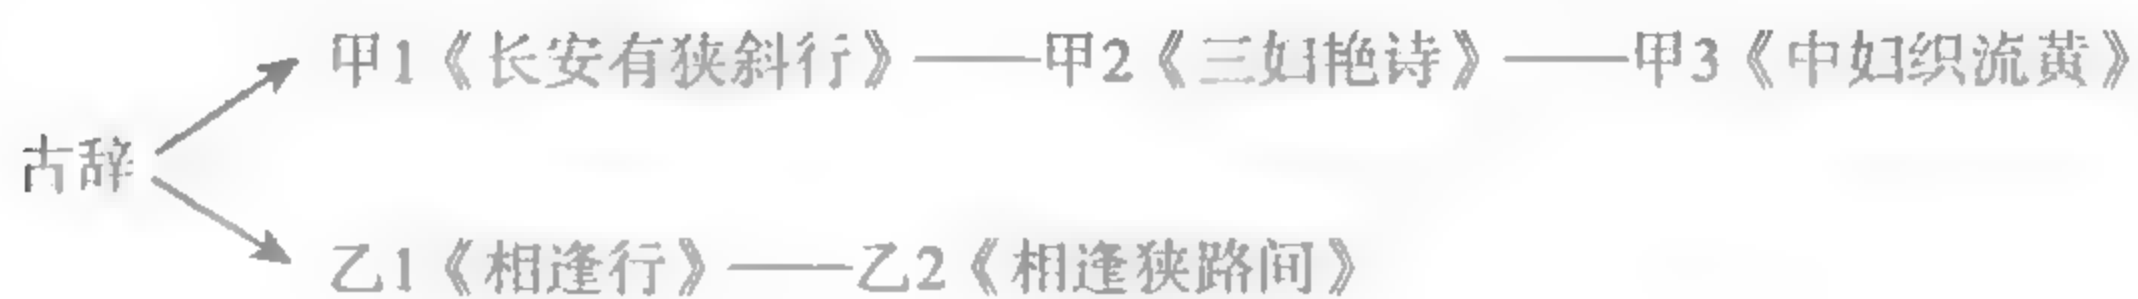 甲1《长安有狭斜行》——甲2《三妇艳诗》——甲3《中妇织流黄》
古辞
乙1《相逢行》——乙2《相逢狭路间》